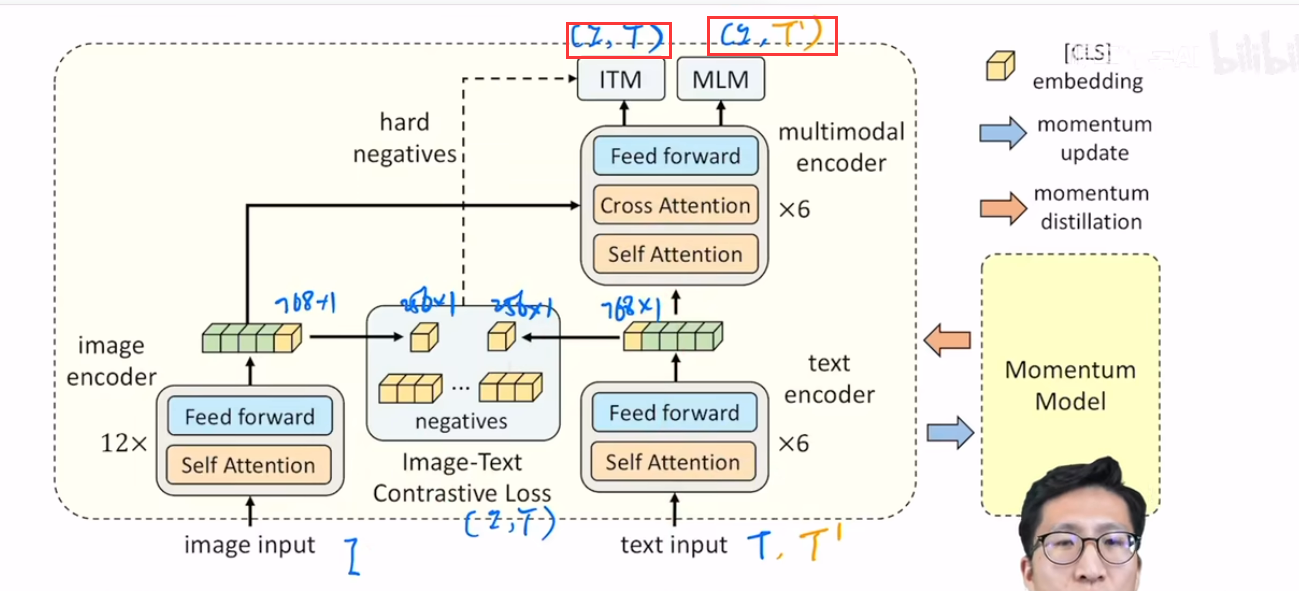 (I, T)
(I, T')
[CLS]
embedding
bilibili
ITM
MLM
hard
negatives
multimodal
encoder
momentum
update
Feed forward
Cross Attention
×6
momentum
distillation
Self Attention
768×1
256×1
256×1
768×1
image
encoder
text
encoder
Momentum
Model
Feed forward
negatives
Feed forward
12×
Self Attention
Image-Text
Contrastive Loss
Self Attention
×6
(I, T)
image input
I
text input
T, T'